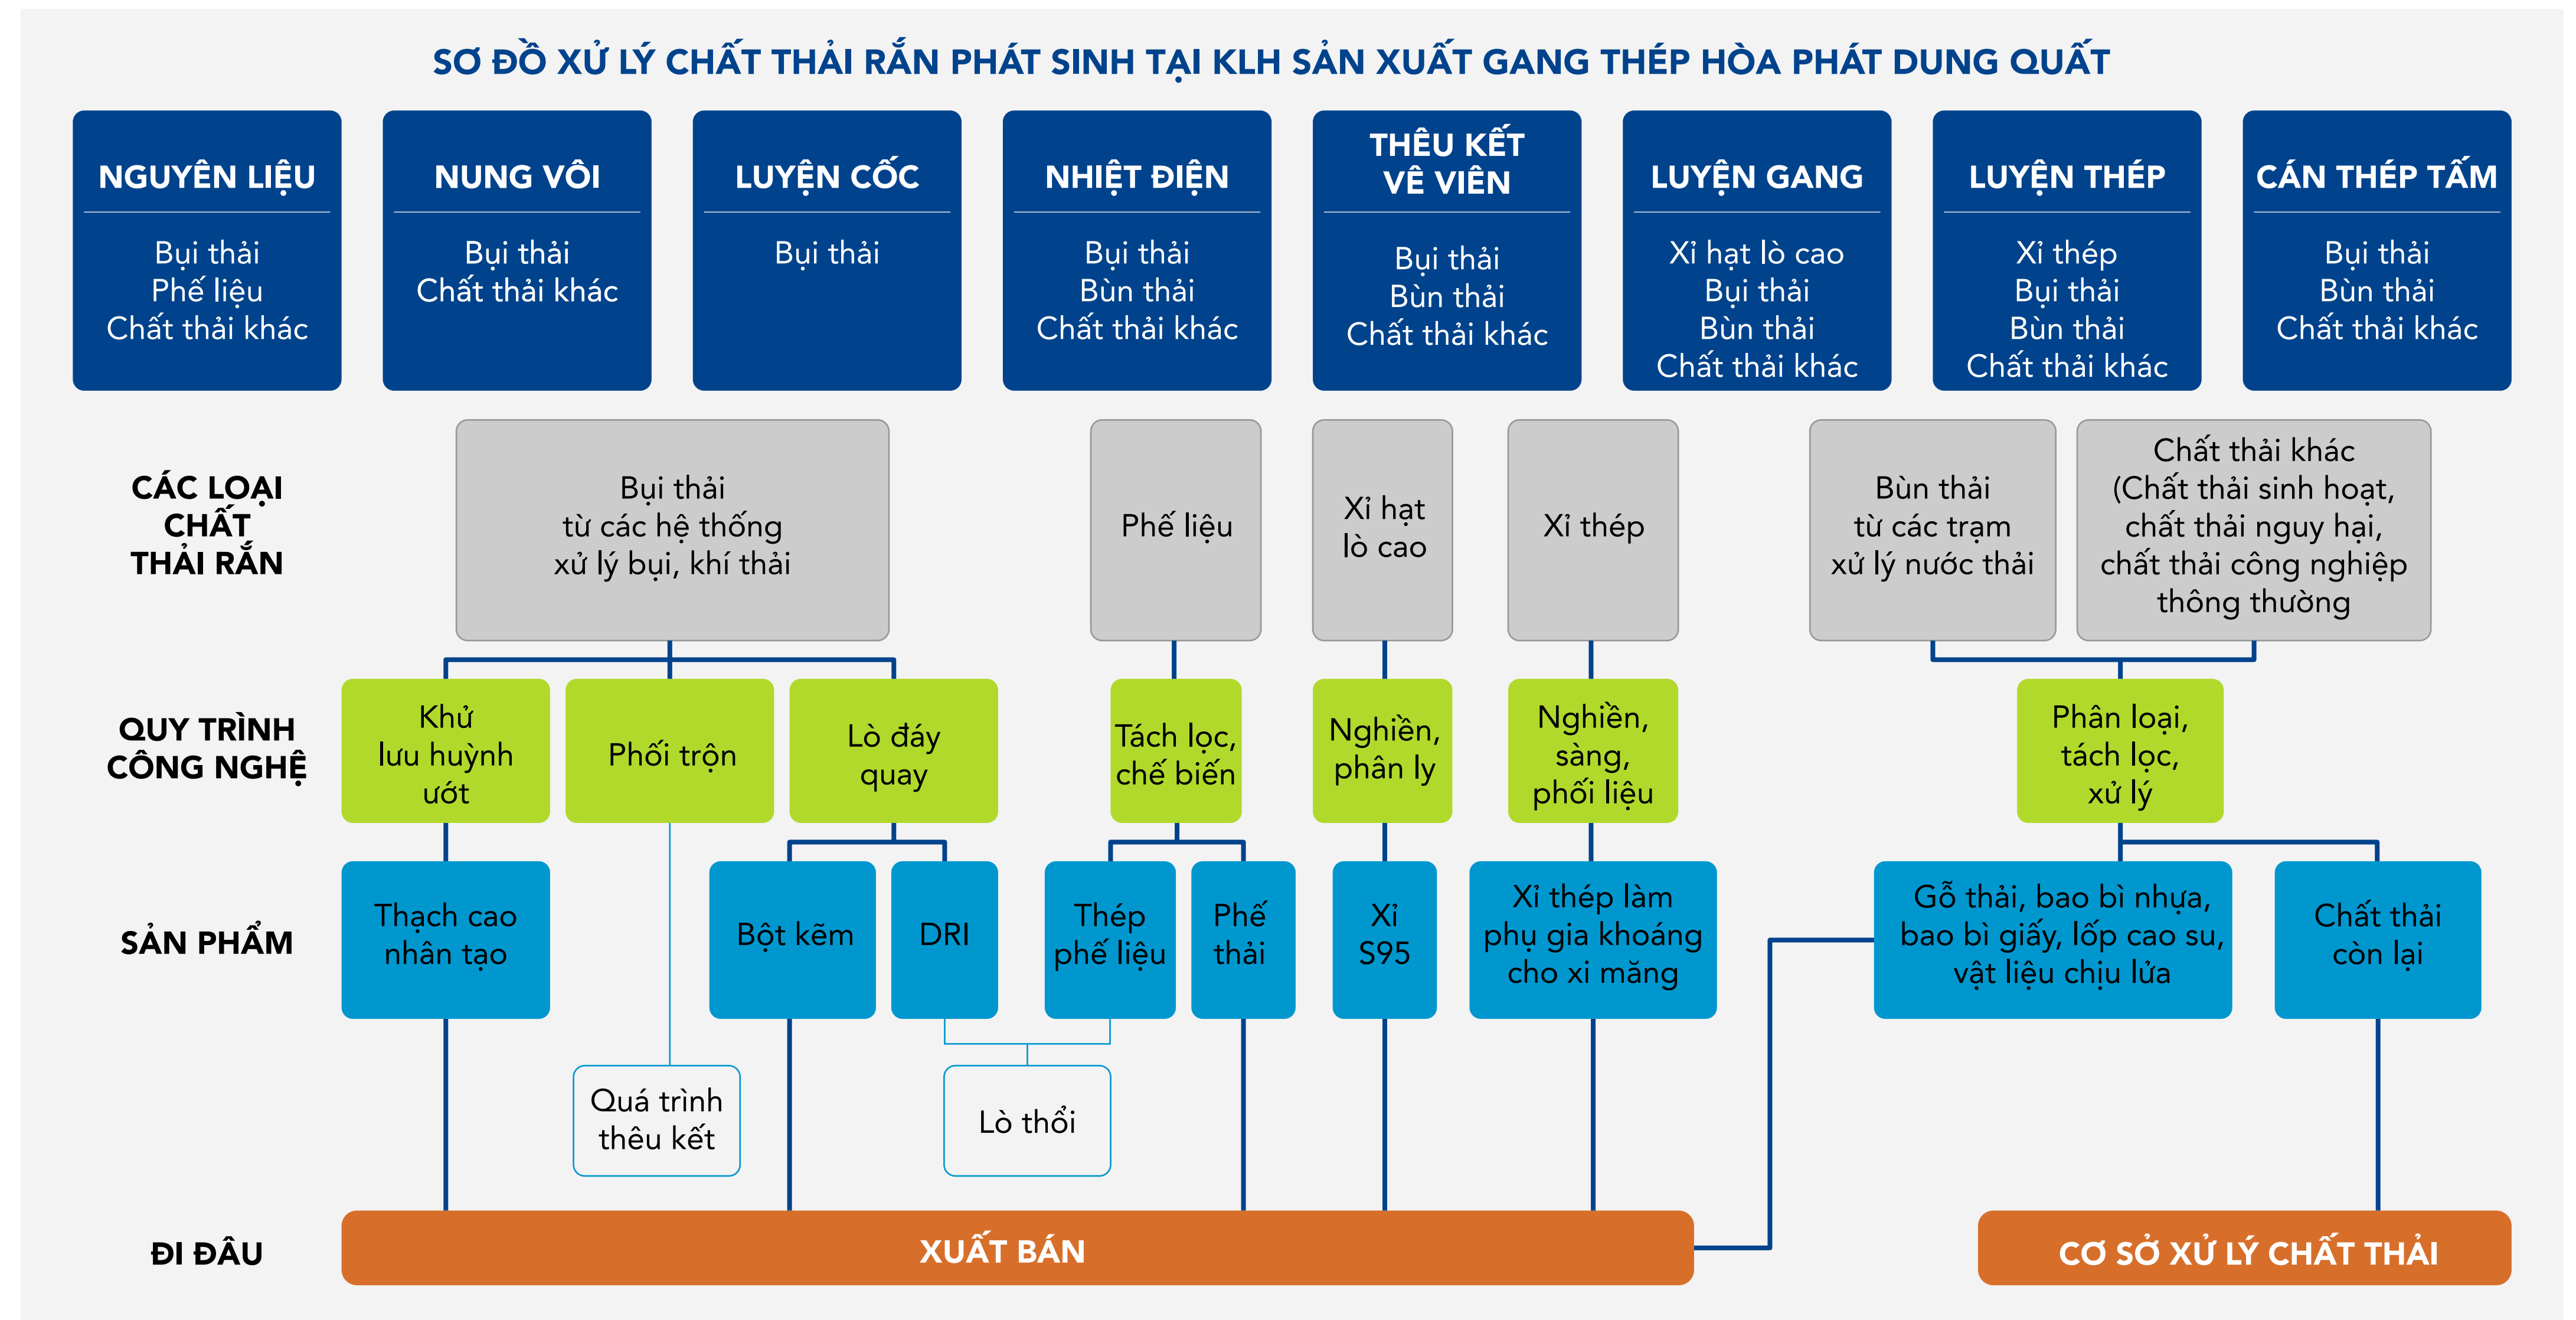 SƠ ĐỒ XỬ LÝ CHẤT THẢI RẮN PHÁT SINH TẠI KLH SẢN XUẤT GANG THÉP HÒA PHÁT DUNG QUẤT
NGUYÊN LIỆU
Bụi thải
Phế liệu
Chất thải khác
NUNG VÔI
Bụi thải
Chất thải khác
LUYỆN CỐC
Bụi thải
NHIỆT ĐIỆN
Bụi thải
Bùn thải
Chất thải khác
THÊU KẾT
VÊ VIÊN
Bụi thải
Bùn thải
Chất thải khác
LUYỆN GANG
Xỉ hạt lò cao
Bụi thải
Bùn thải
Chất thải khác
LUYỆN THÉP
Xỉ thép
Bụi thải
Bùn thải
Chất thải khác
CÁN THÉP TẤM
Bụi thải
Bùn thải
Chất thải khác
CÁC LOẠI
CHẤT
THẢI RẮN
Bụi thải
từ các hệ thống
xử lý bụi, khí thải
Phế liệu
Xỉ hạt
lò cao
Xỉ thép
Bùn thải
từ các trạm
xử lý nước thải
Chất thải khác
(Chất thải sinh hoạt,
chất thải nguy hại,
chất thải công nghiệp
thông thường
QUY TRÌNH
CÔNG NGHỆ
Khử
lưu huỳnh
ướt
Phối trộn
Lò đáy
quay
Tách lọc,
chế biến
Nghiền,
phân ly
Nghiền,
sàng,
phối liệu
Phân loại,
tách lọc,
xử lý
SẢN PHẨM
Thạch cao
nhân tạo
Bột kẽm
DRI
Thép
phế liệu
Phế
thải
Xỉ
S95
Xỉ thép làm
phụ gia khoáng
cho xi măng
Gỗ thải, bao bì nhựa,
bao bì giấy, lốp cao su,
vật liệu chịu lửa
Chất thải
còn lại
Quá trình
thêu kết
Lò thổi
ĐI ĐÂU
XUẤT BÁN
CƠ SỞ XỬ LÝ CHẤT THẢI